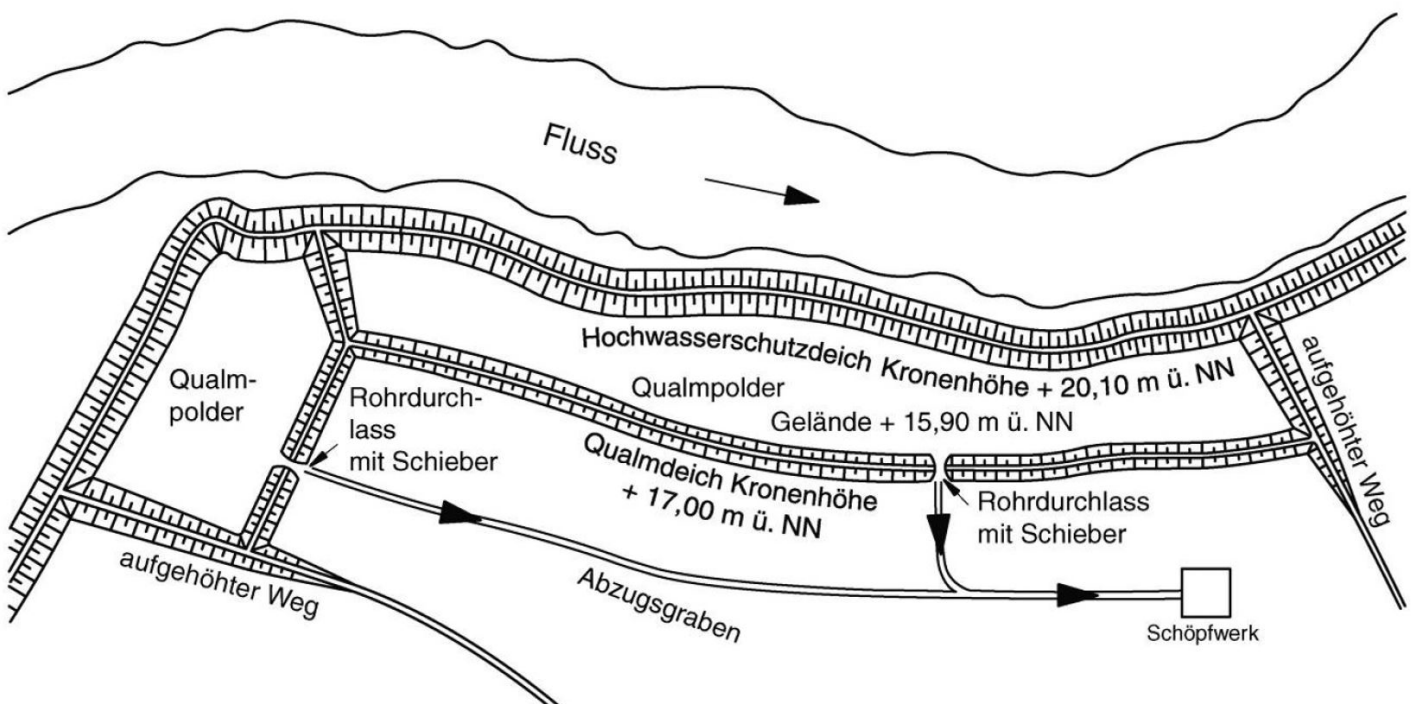 Fluss
Hochwasserschutzdeich Kronenhöhe + 20,10 m ü. NN
aufgehöhter Weg
Qualm-
polder
Rohrdurch-
lass
mit Schieber
Qualmpolder
Gelände + 15,90 m ü. NN
Qualmdeich Kronenhöhe
+ 17,00 m ü. NN
Rohrdurchlass
mit Schieber
aufgehöhter Weg
Abzugsgraben
Schöpfwerk